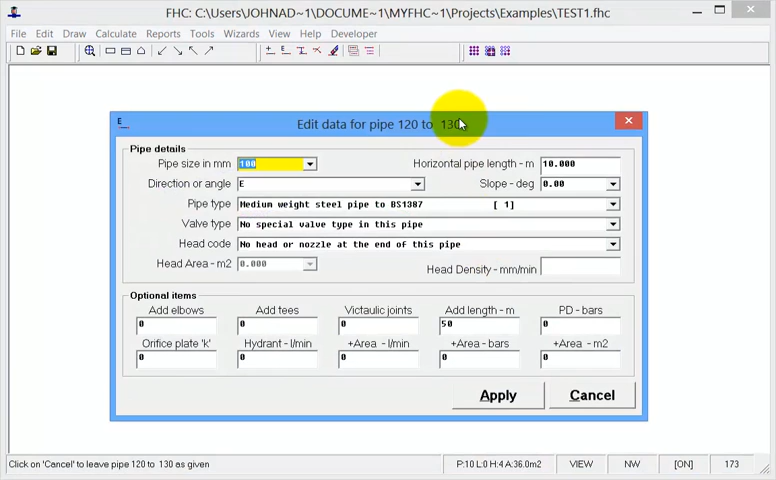 FHC: C:\Users\JOHNAD~1\DOCUME~1\MYFHC~1\Projects\Examples\TEST1.fhc
File Edit Draw Calculate Reports Tools Wizards View Help Developer
Edit data for pipe 120 to 130
Pipe details
Pipe size in mm 100 Horizontal pipe length - m 10.000
Direction or angle E Slope - deg 0.00
Pipe type Medium weight steel pipe to BS1387 [ 1]
Valve type No special valve type in this pipe
Head code No head or nozzle at the end of this pipe
Head Area - m2 0.000 Head Density - mm/min
Optional items
Add elbows Add tees Victaulic joints Add length - m PD - bars
0 0 0 50 0
Orifice plate 'k' Hydrant - l/min +Area - l/min +Area - bars +Area - m2
0 0 0 0 0
Apply Cancel
Click on 'Cancel' to leave pipe 120 to 130 as given P:10 L:0 H:4 A:36.0m2 VIEW NW [ON] 173